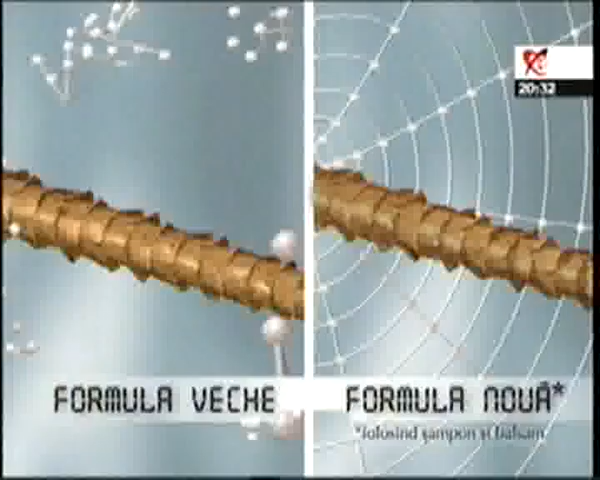 20:32
FORMULA VECHE
FORMULA NOUĂ*
*folosind şampon şi balsam